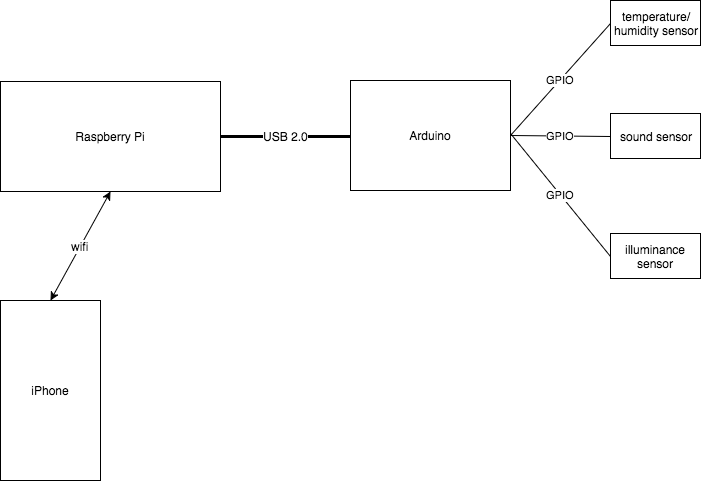 temperature/
humidity sensor
GPIO
Raspberry Pi
USB 2.0
Arduino
GPIO
sound sensor
GPIO
wifi
illuminance
sensor
iPhone